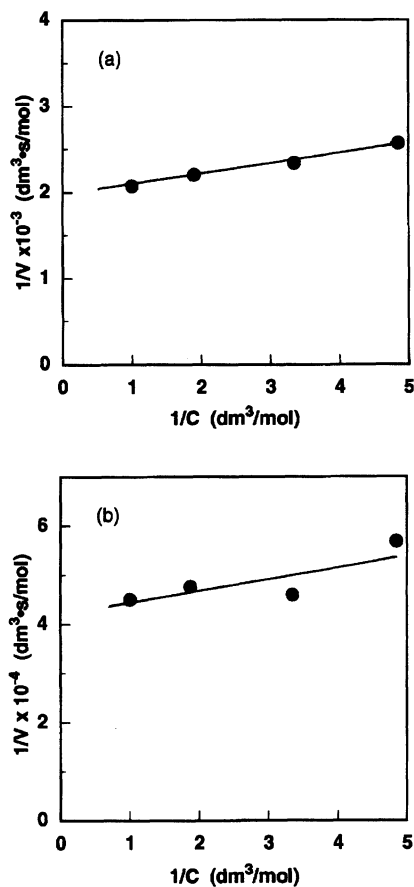 (a)
4
3
2
1
0
1/V x10⁻³ (dm³•s/mol)
0 1 2 3 4 5
1/C (dm³/mol)
(b)
6
4
2
0
1/V x 10⁻⁴ (dm³•s/mol)
0 1 2 3 4 5
1/C (dm³/mol)